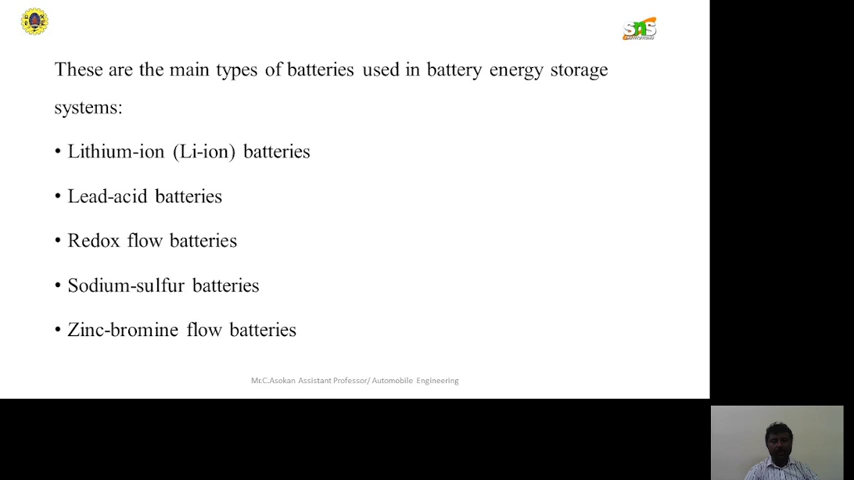 SNS
These are the main types of batteries used in battery energy storage
systems:
• Lithium-ion (Li-ion) batteries
• Lead-acid batteries
• Redox flow batteries
• Sodium-sulfur batteries
• Zinc-bromine flow batteries
Mr.C.Asokan Assistant Professor/ Automobile Engineering